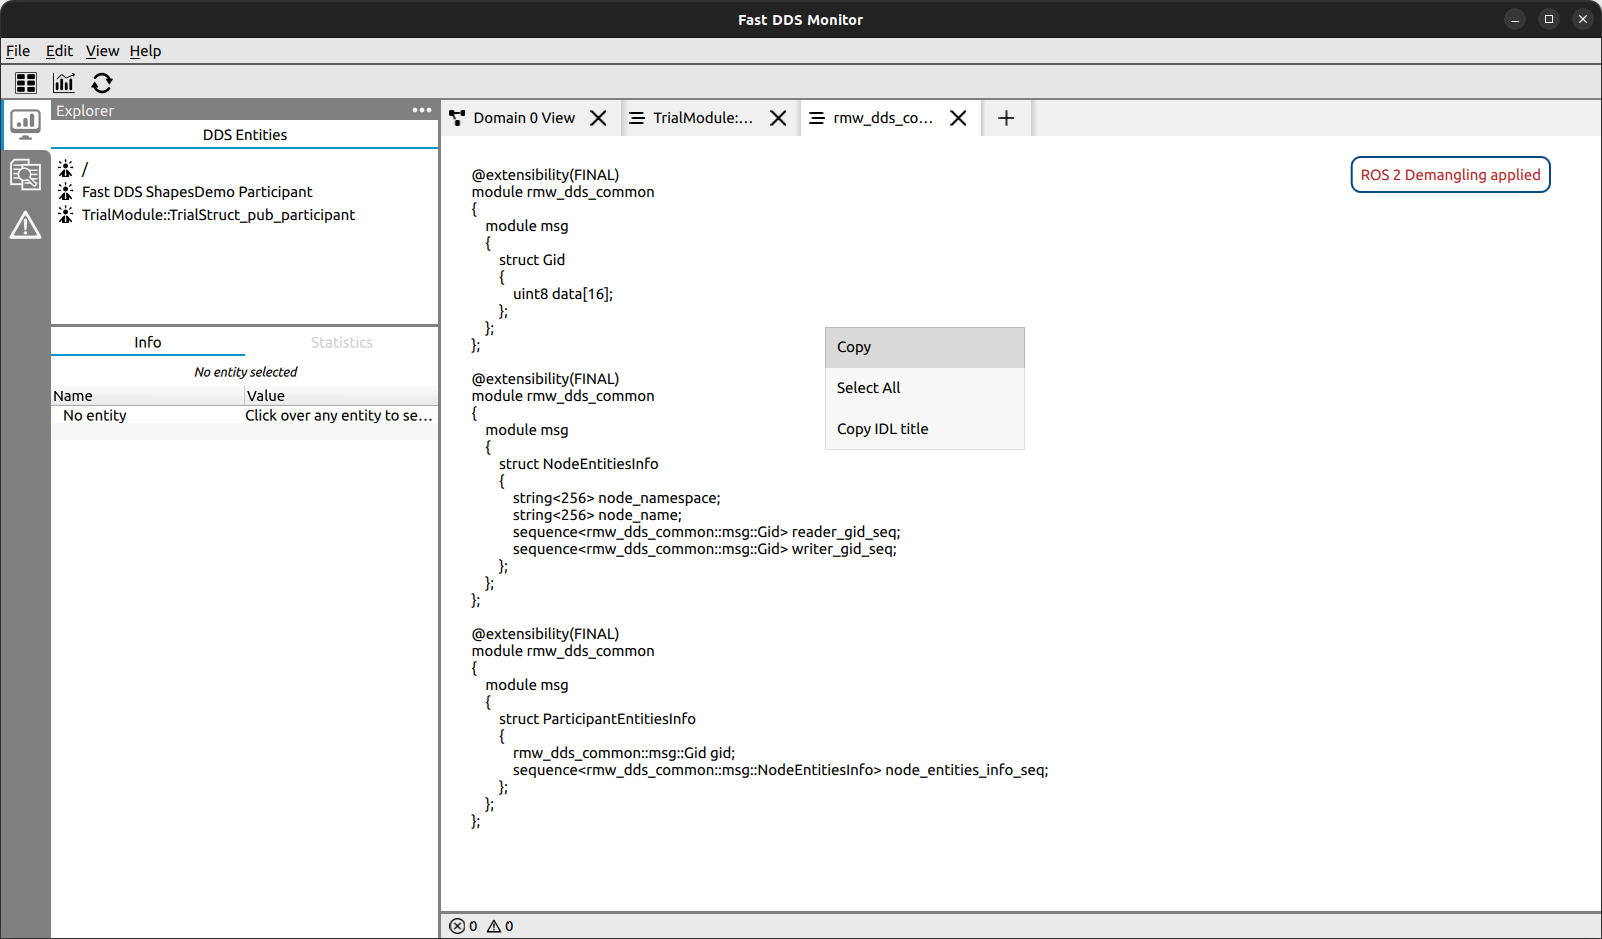 Fast DDS Monitor
File Edit View Help
Explorer
DDS Entities
/
Fast DDS ShapesDemo Participant
TrialModule::TrialStruct_pub_participant
Info Statistics
No entity selected
Name Value
No entity Click over any entity to se...
Domain 0 View TrialModule:... rmw_dds_co...
ROS 2 Demangling applied
@extensibility(FINAL)
module rmw_dds_common
{
module msg
{
struct Gid
{
uint8 data[16];
};
};
};
@extensibility(FINAL)
module rmw_dds_common
{
module msg
{
struct NodeEntitiesInfo
{
string<256> node_namespace;
string<256> node_name;
sequence<rmw_dds_common::msg::Gid> reader_gid_seq;
sequence<rmw_dds_common::msg::Gid> writer_gid_seq;
};
};
};
@extensibility(FINAL)
module rmw_dds_common
{
module msg
{
struct ParticipantEntitiesInfo
{
rmw_dds_common::msg::Gid gid;
sequence<rmw_dds_common::msg::NodeEntitiesInfo> node_entities_info_seq;
};
};
};
Copy
Select All
Copy IDL title
0 0